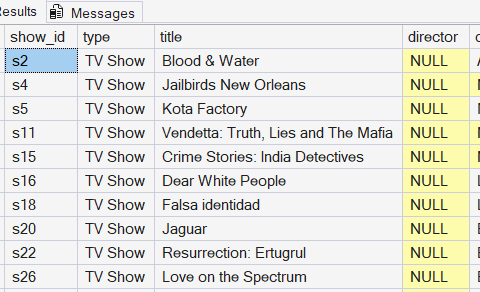 Results Messages
show_id type title director
s2 TV Show Blood & Water NULL
s4 TV Show Jailbirds New Orleans NULL
s5 TV Show Kota Factory NULL
s11 TV Show Vendetta: Truth, Lies and The Mafia NULL
s15 TV Show Crime Stories: India Detectives NULL
s16 TV Show Dear White People NULL
s18 TV Show Falsa identidad NULL
s20 TV Show Jaguar NULL
s22 TV Show Resurrection: Ertugrul NULL
s26 TV Show Love on the Spectrum NULL